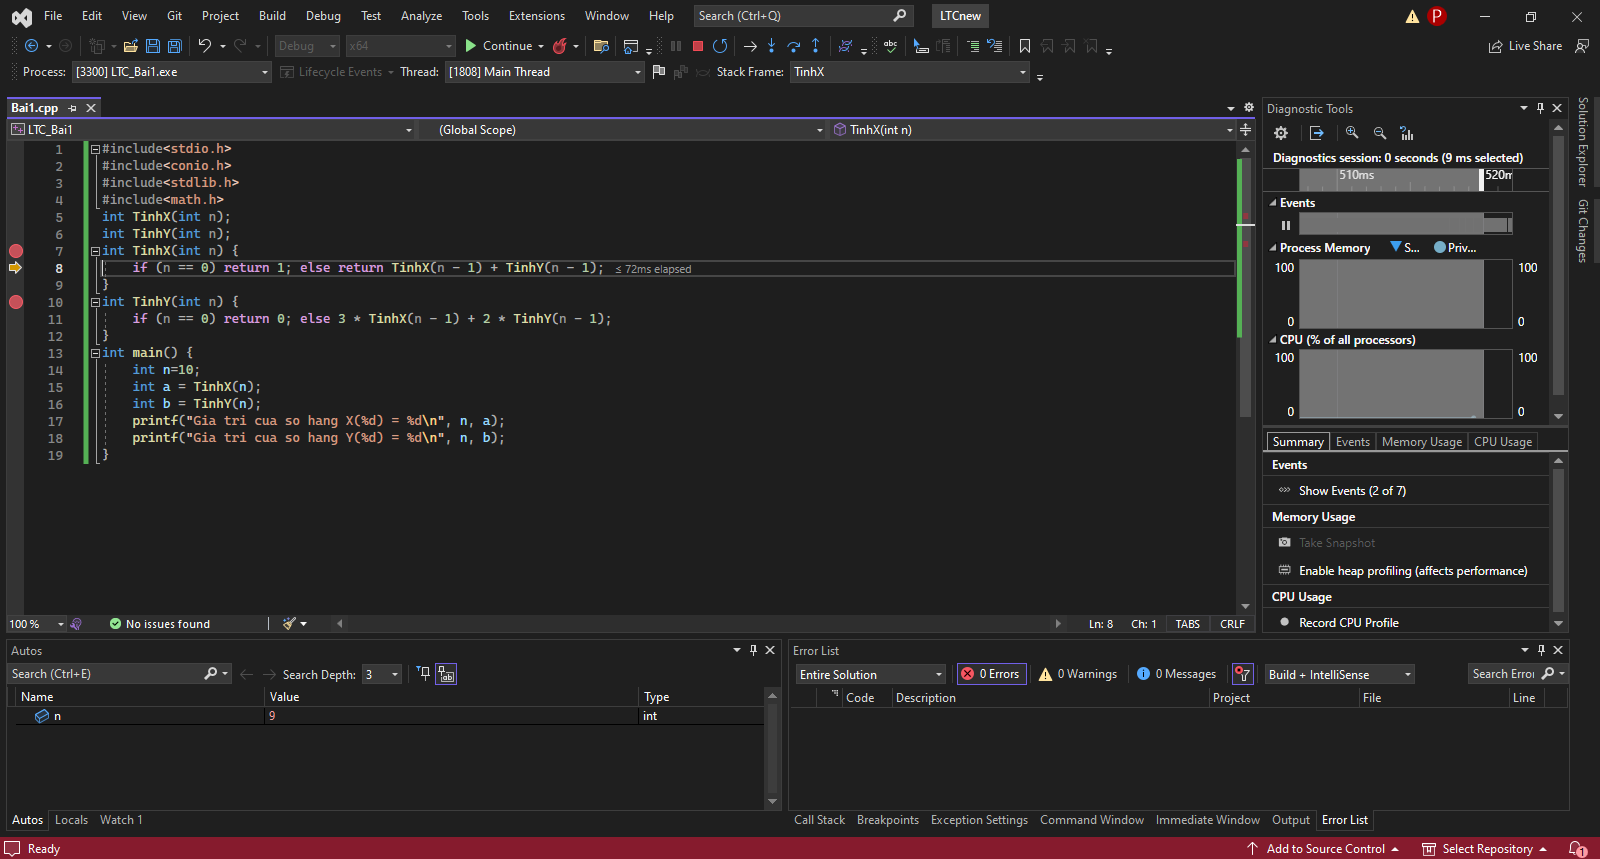 File Edit View Git Project Build Debug Test Analyze Tools Extensions Window Help Search (Ctrl+Q) LTCnew P
Debug x64 Continue abc Live Share
Process: [3300] LTC_Bai1.exe Lifecycle Events Thread: [1808] Main Thread Stack Frame: TinhX
Bai1.cpp
LTC_Bai1 (Global Scope) TinhX(int n)
1 #include<stdio.h>
2 #include<conio.h>
3 #include<stdlib.h>
4 #include<math.h>
5 int TinhX(int n);
6 int TinhY(int n);
7 int TinhX(int n) {
8 if (n == 0) return 1; else return TinhX(n - 1) + TinhY(n - 1); ≤ 72ms elapsed
9 }
10 int TinhY(int n) {
11 if (n == 0) return 0; else 3 * TinhX(n - 1) + 2 * TinhY(n - 1);
12 }
13 int main() {
14 int n=10;
15 int a = TinhX(n);
16 int b = TinhY(n);
17 printf("Gia tri cua so hang X(%d) = %d\n", n, a);
18 printf("Gia tri cua so hang Y(%d) = %d\n", n, b);
19 }
100 % No issues found Ln: 8 Ch: 1 TABS CRLF
Diagnostic Tools
Diagnostics session: 0 seconds (9 ms selected)
510ms 520m
Events
Process Memory S... Priv...
100 100
0 0
CPU (% of all processors)
100 100
0 0
Summary Events Memory Usage CPU Usage
Events
Show Events (2 of 7)
Memory Usage
Take Snapshot
Enable heap profiling (affects performance)
CPU Usage
Record CPU Profile
Solution Explorer
Git Changes
Autos
Search (Ctrl+E) Search Depth: 3
Name Value Type
n 9 int
Autos Locals Watch 1
Error List
Entire Solution 0 Errors 0 Warnings 0 Messages Build + IntelliSense Search Error
Code Description Project File Line
Call Stack Breakpoints Exception Settings Command Window Immediate Window Output Error List
Ready Add to Source Control Select Repository 1